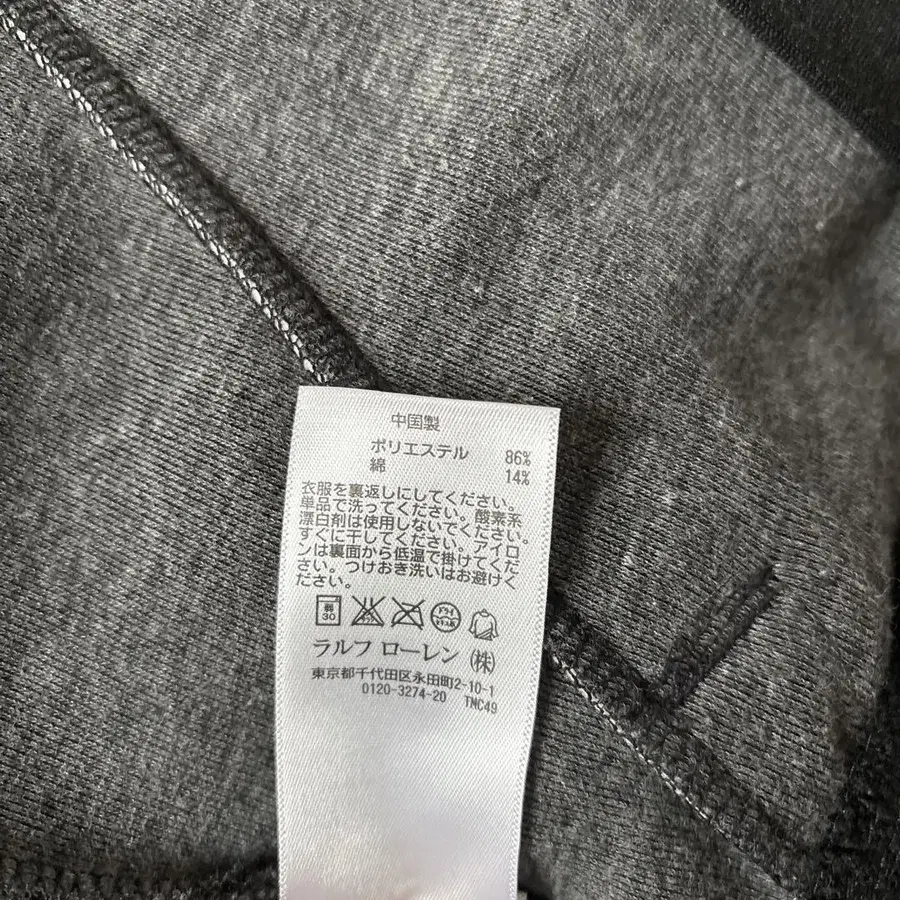 中国製
ポリエステル 86%
綿 14%
衣服を裏返しにしてください。
単品で洗ってください。酸素系
漂白剤は使用しないてください。
すぐに干してください。アイロ
ンは裏面から低温で掛けてくだ
さい。つけおき洗いはお避けく
ださい。
弱
30
ドライ
ラルフ ローレン (株)
東京都千代田区永田町2-10-1
0120-3274-20 TNC49